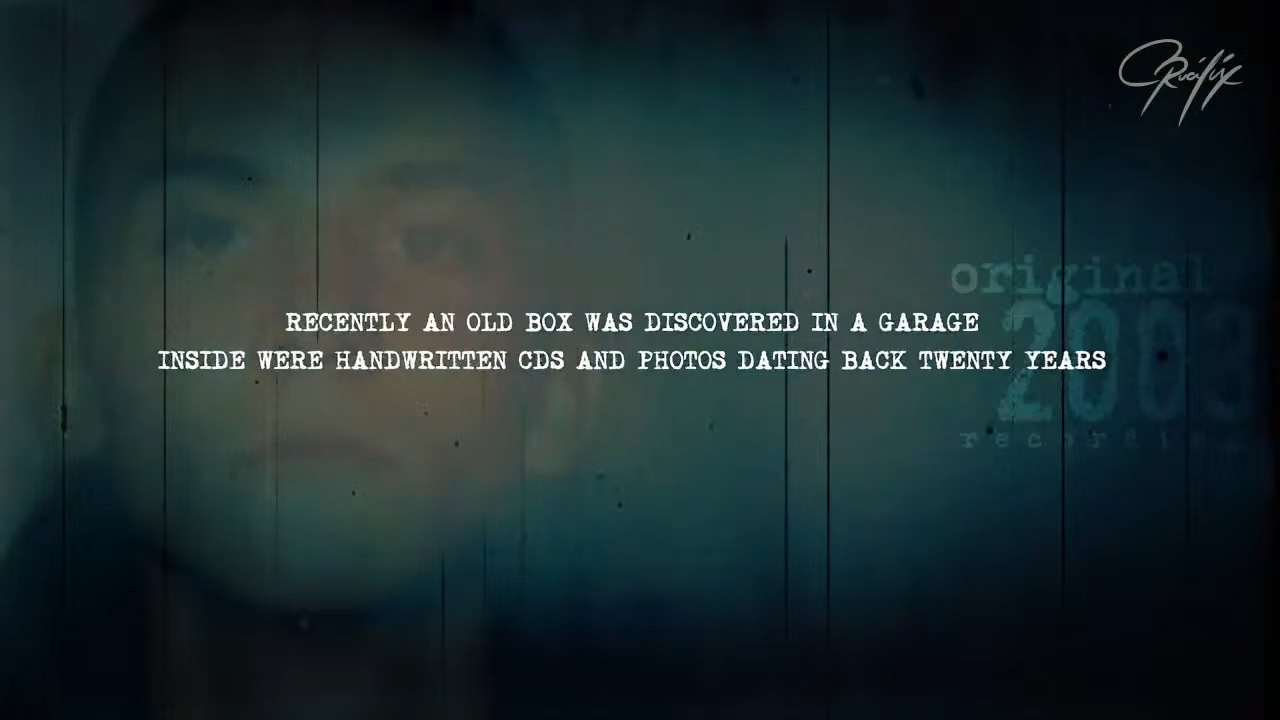 RECENTLY AN OLD BOX WAS DISCOVERED IN A GARAGE
INSIDE WERE HANDWRITTEN CDS AND PHOTOS DATING BACK TWENTY YEARS
original
2003